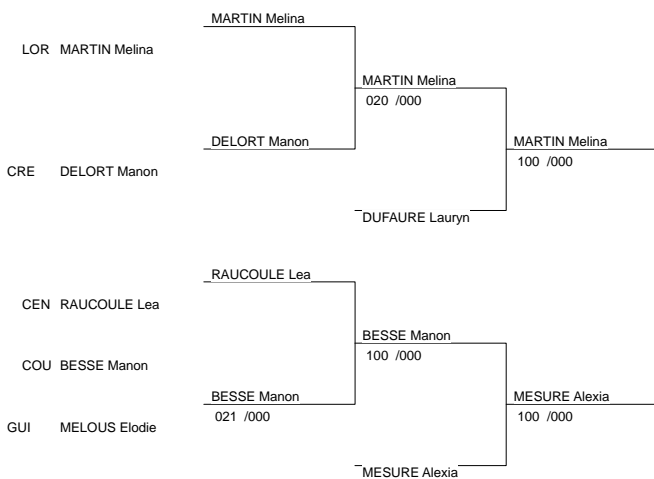 MARTIN Melina
LOR MARTIN Melina
MARTIN Melina
020 /000
DELORT Manon
MARTIN Melina
100 /000
CRE DELORT Manon
DUFAURE Lauryn
RAUCOULE Lea
CEN RAUCOULE Lea
BESSE Manon
100 /000
COU BESSE Manon
BESSE Manon
021 /000
MESURE Alexia
100 /000
GUI MELOUS Elodie
MESURE Alexia